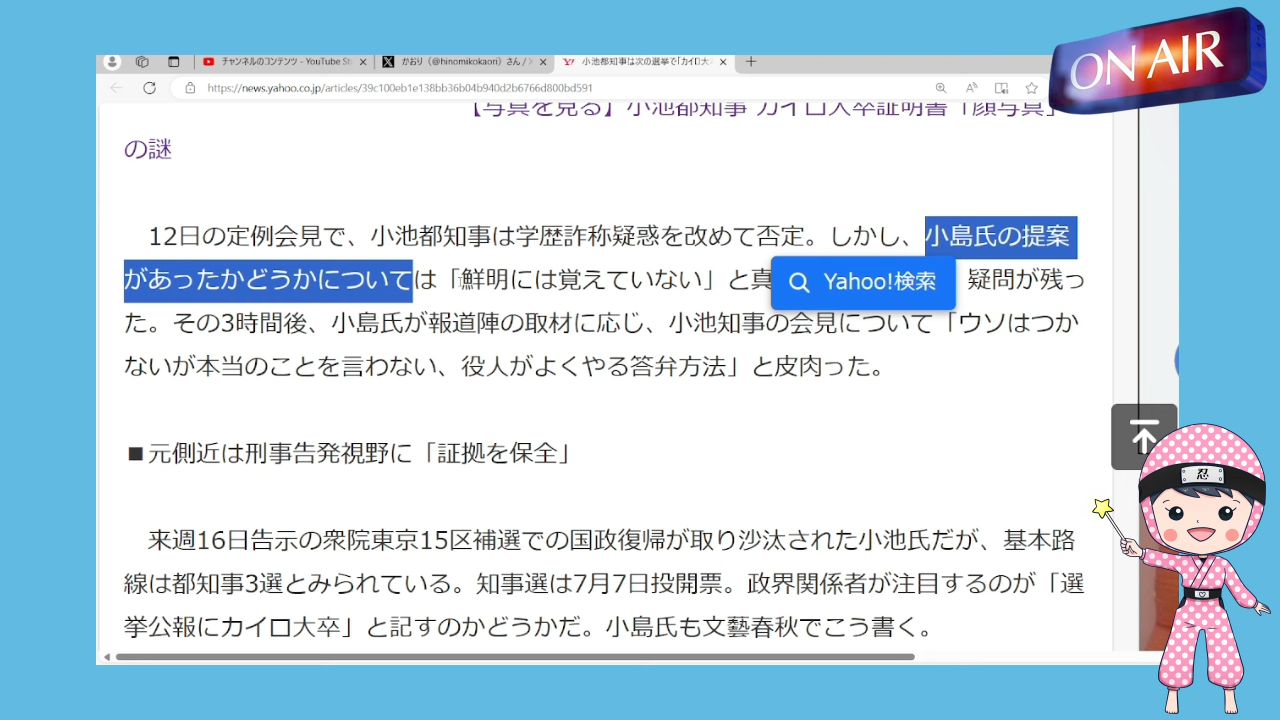 ON AIR
チャンネルのコンテンツ - YouTube St
かおり (@hinomikokaori) さん / X
小池都知事は次の選挙で「カイロ大
https://news.yahoo.co.jp/articles/39c100eb1e138bb36b04b940d2b6766d800bd591
【写真を見る】小池都知事 カイロ大卒証明書「顔写真」
の謎
12日の定例会見で、小池都知事は学歴詐称疑惑を改めて否定。しかし、小島氏の提案
があったかどうかについては「鮮明には覚えていない」と真
Yahoo!検索
疑問が残っ
た。その3時間後、小島氏が報道陣の取材に応じ、小池知事の会見について「ウソはつか
ないが本当のことを言わない、役人がよくやる答弁方法」と皮肉った。
■元側近は刑事告発視野に「証拠を保全」
来週16日告示の衆院東京15区補選での国政復帰が取り沙汰された小池氏だが、基本路
線は都知事3選とみられている。知事選は7月7日投開票。政界関係者が注目するのが「選
挙公報にカイロ大卒」と記すのかどうかだ。小島氏も文藝春秋でこう書く。
忍